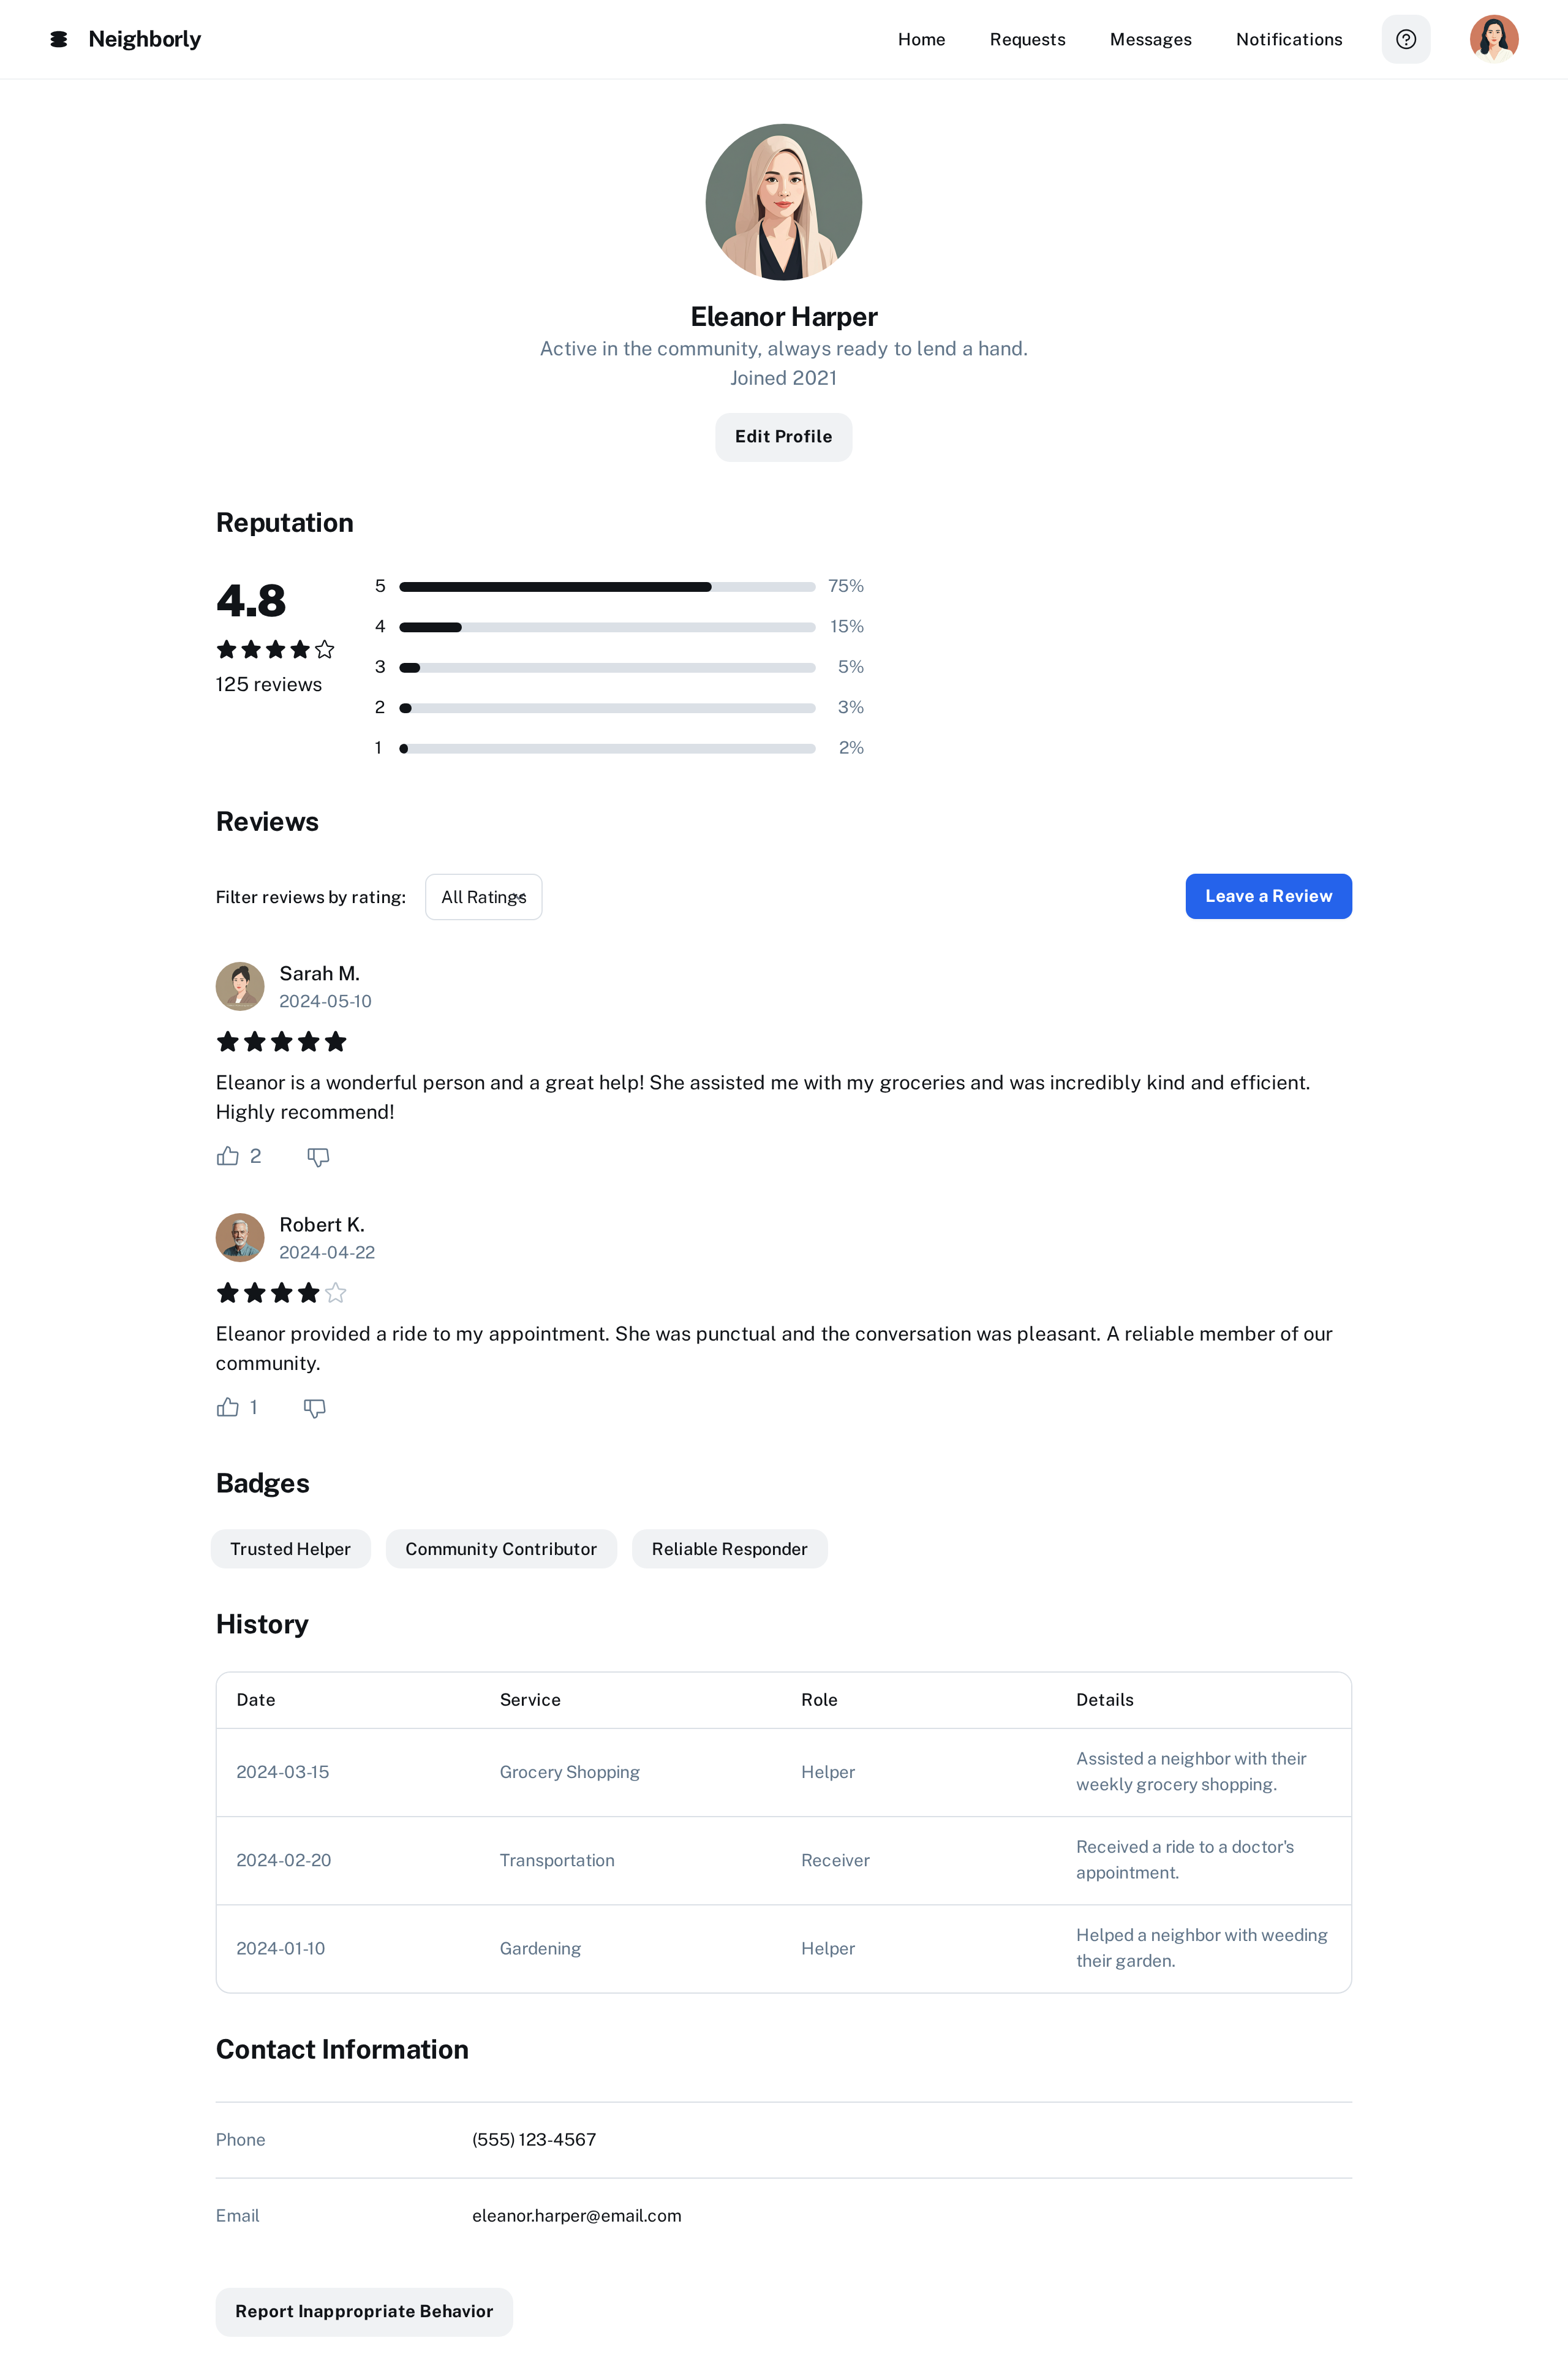 Neighborly
Home Requests Messages Notifications
Eleanor Harper
Active in the community, always ready to lend a hand.
Joined 2021
Edit Profile
Reputation
4.8
125 reviews
5 75%
4 15%
3 5%
2 3%
1 2%
Reviews
Filter reviews by rating: All Ratings Leave a Review
Sarah M.
2024-05-10
Eleanor is a wonderful person and a great help! She assisted me with my groceries and was incredibly kind and efficient.
Highly recommend!
2
Robert K.
2024-04-22
Eleanor provided a ride to my appointment. She was punctual and the conversation was pleasant. A reliable member of our
community.
1
Badges
Trusted Helper Community Contributor Reliable Responder
History
Date Service Role Details
2024-03-15 Grocery Shopping Helper Assisted a neighbor with their
weekly grocery shopping.
2024-02-20 Transportation Receiver Received a ride to a doctor's
appointment.
2024-01-10 Gardening Helper Helped a neighbor with weeding
their garden.
Contact Information
Phone (555) 123-4567
Email eleanor.harper@email.com
Report Inappropriate Behavior